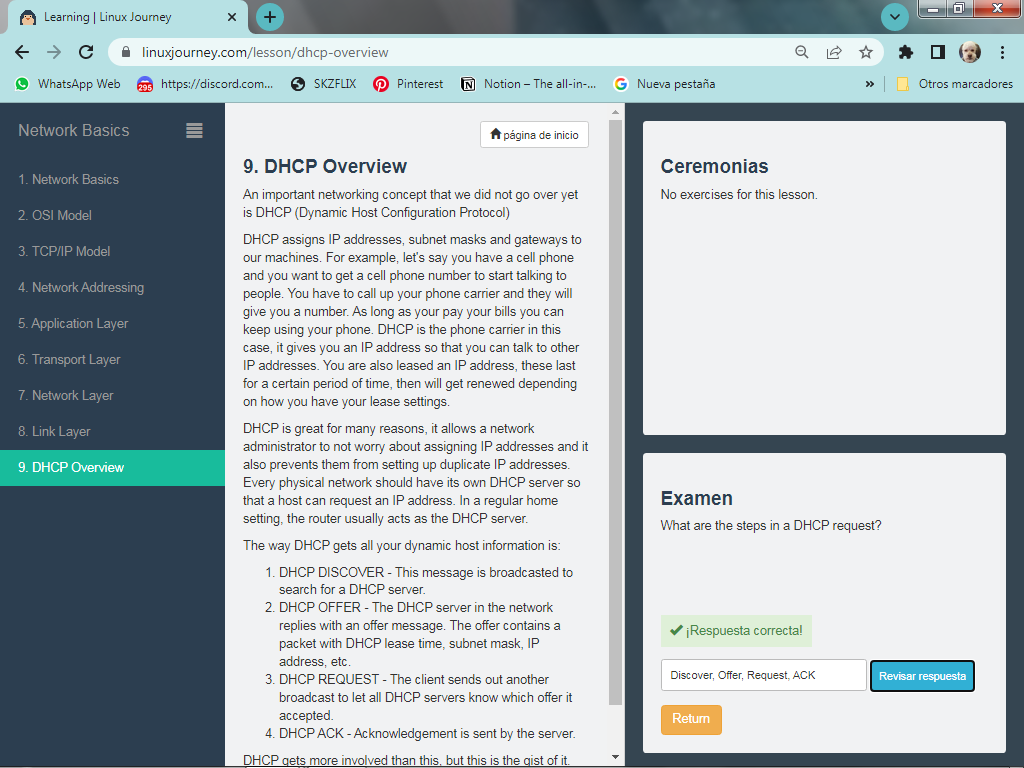 Learning | Linux Journey
linuxjourney.com/lesson/dhcp-overview
WhatsApp Web
295
https://discord.com...
SKZFLIX
Pinterest
Notion – The all-in-...
Nueva pestaña
»
Otros marcadores
Network Basics
1. Network Basics
2. OSI Model
3. TCP/IP Model
4. Network Addressing
5. Application Layer
6. Transport Layer
7. Network Layer
8. Link Layer
9. DHCP Overview
página de inicio
9. DHCP Overview
An important networking concept that we did not go over yet
is DHCP (Dynamic Host Configuration Protocol)
DHCP assigns IP addresses, subnet masks and gateways to
our machines. For example, let's say you have a cell phone
and you want to get a cell phone number to start talking to
people. You have to call up your phone carrier and they will
give you a number. As long as your pay your bills you can
keep using your phone. DHCP is the phone carrier in this
case, it gives you an IP address so that you can talk to other
IP addresses. You are also leased an IP address, these last
for a certain period of time, then will get renewed depending
on how you have your lease settings.
DHCP is great for many reasons, it allows a network
administrator to not worry about assigning IP addresses and it
also prevents them from setting up duplicate IP addresses.
Every physical network should have its own DHCP server so
that a host can request an IP address. In a regular home
setting, the router usually acts as the DHCP server.
The way DHCP gets all your dynamic host information is:
1. DHCP DISCOVER - This message is broadcasted to
search for a DHCP server.
2. DHCP OFFER - The DHCP server in the network
replies with an offer message. The offer contains a
packet with DHCP lease time, subnet mask, IP
address, etc.
3. DHCP REQUEST - The client sends out another
broadcast to let all DHCP servers know which offer it
accepted.
4. DHCP ACK - Acknowledgement is sent by the server.
DHCP gets more involved than this, but this is the gist of it.
Ceremonias
No exercises for this lesson.
Examen
What are the steps in a DHCP request?
¡Respuesta correcta!
Discover, Offer, Request, ACK
Revisar respuesta
Return